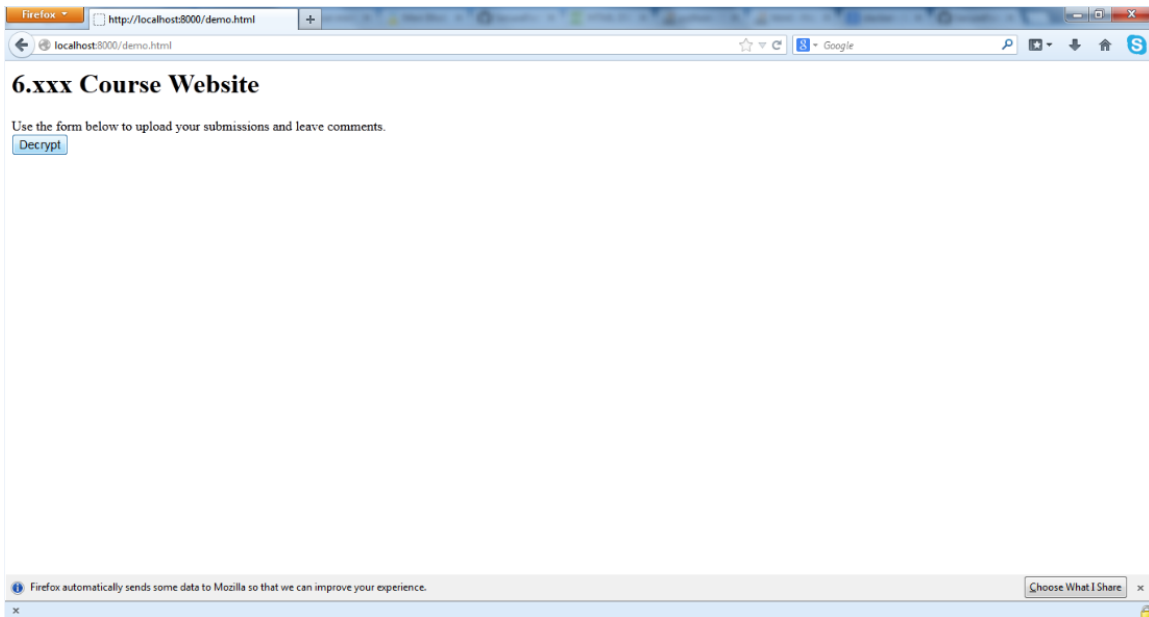 Firefox
http://localhost:8000/demo.html
localhost:8000/demo.html
Google
6.xxx Course Website
Use the form below to upload your submissions and leave comments.
Decrypt
Firefox automatically sends some data to Mozilla so that we can improve your experience.
Choose What I Share